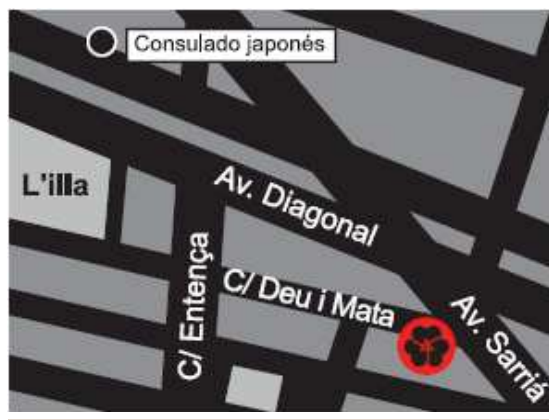 Consulado japonés
L'illa
Av. Diagonal
C/ Entença
C/ Deu i Mata
Av. Sarriá